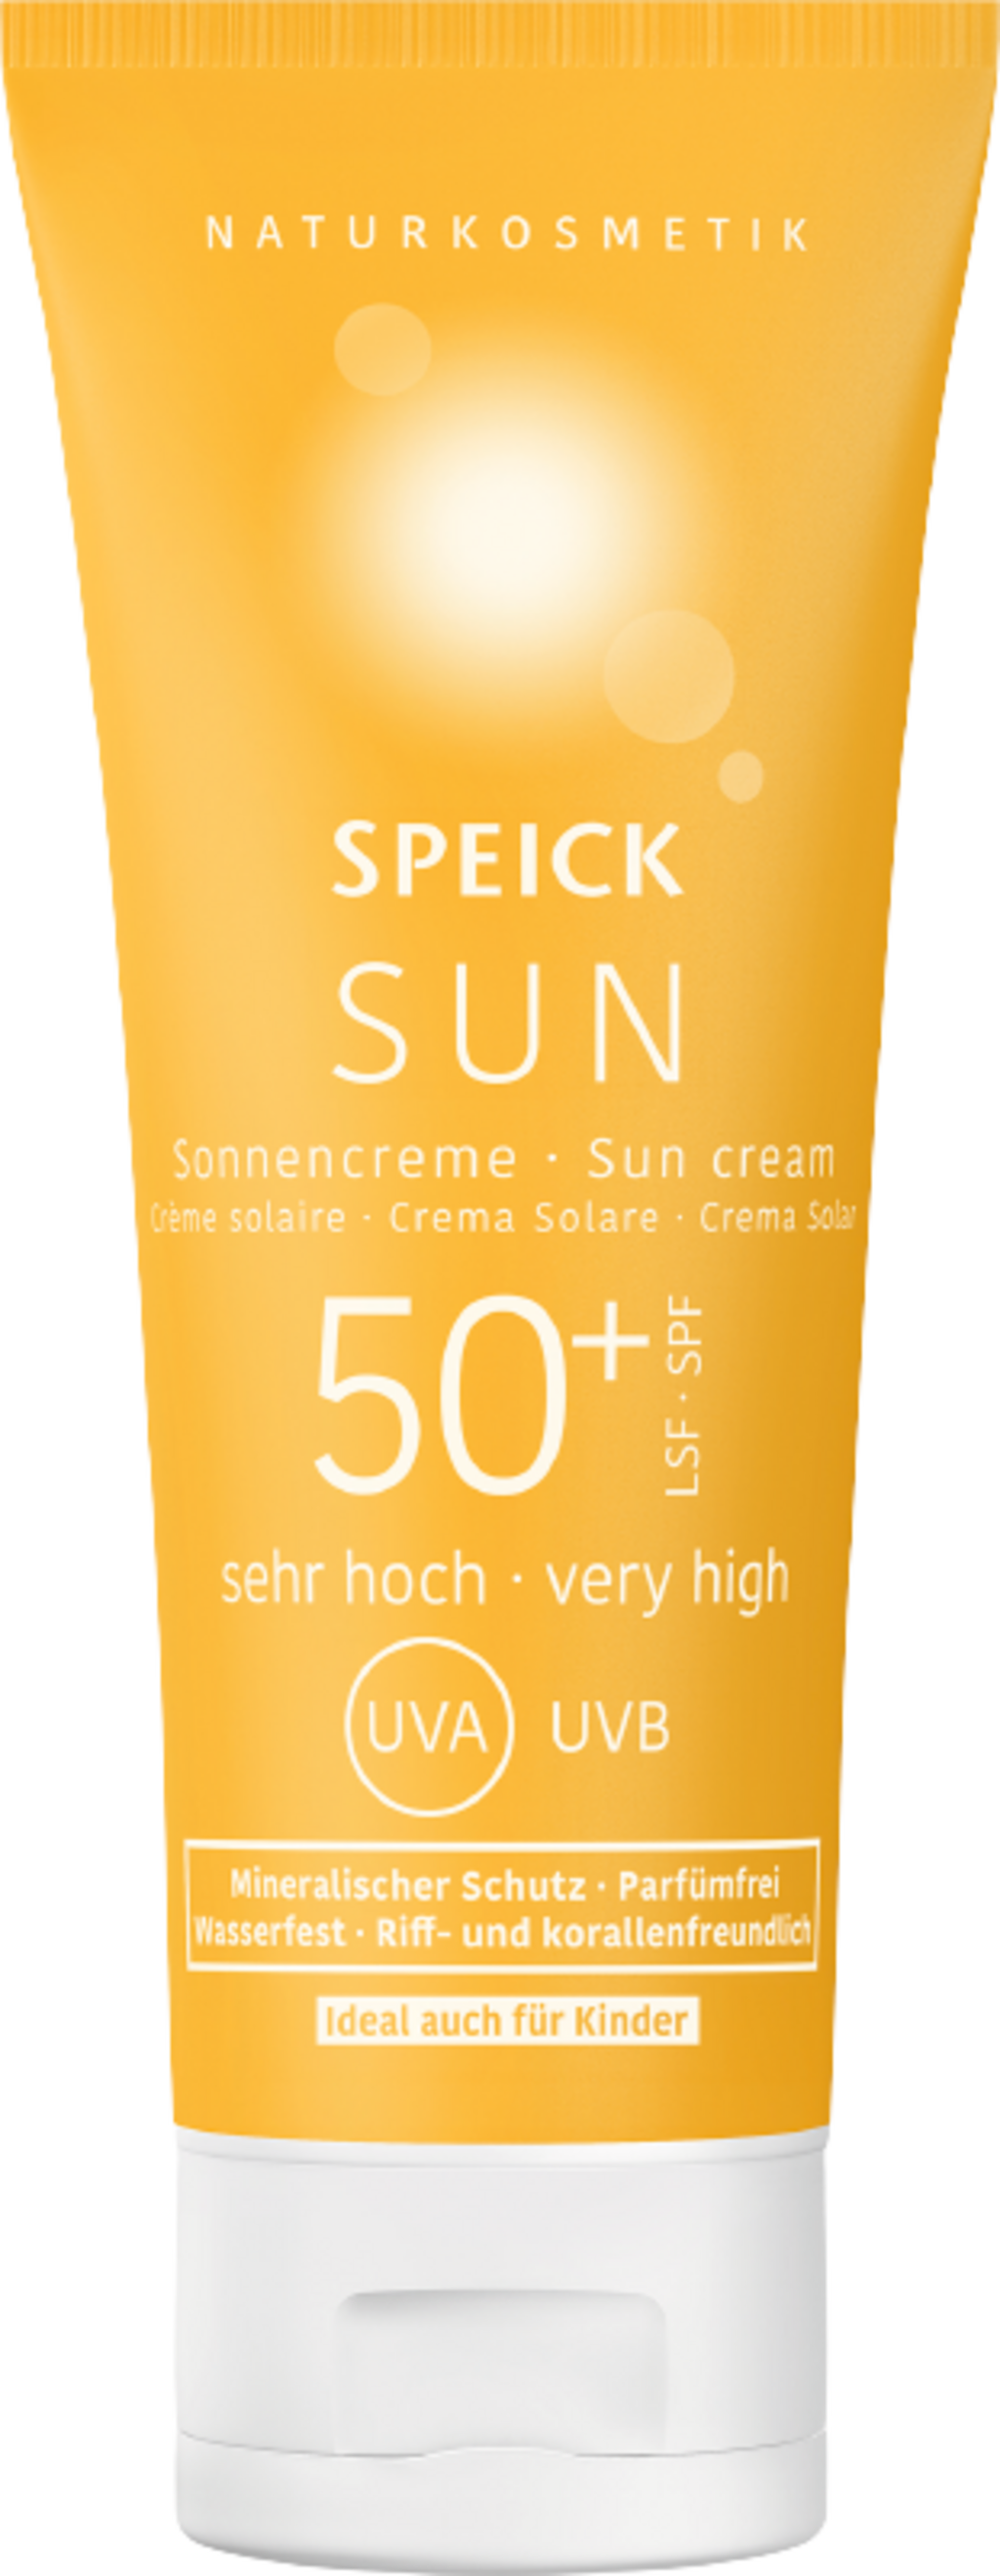 NATURKOSMETIK
SPEICK
SUN
Sonnencreme · Sun cream
Crème solaire · Crema Solare · Crema Solar
50+ LSF · SPF
sehr hoch · very high
UVA UVB
Mineralischer Schutz · Parfümfrei
Wasserfest · Riff- und korallenfreundlich
Ideal auch für Kinder